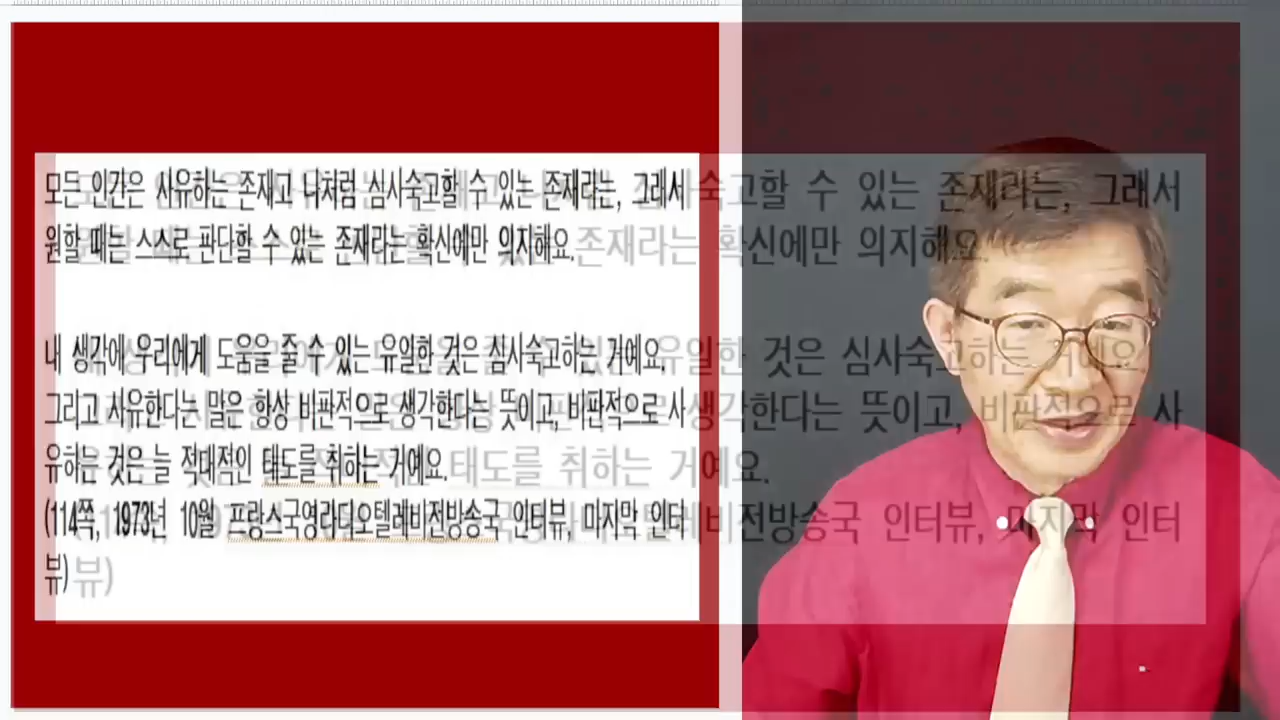 모든 인간은 사유하는 존재고 나처럼 심사숙고할 수 있는 존재라는, 그래서
원할 때는 스스로 판단할 수 있는 존재라는 확신에만 의지해요.
내 생각에 우리에게 도움을 줄 수 있는 유일한 것은 심사숙고하는 거예요.
그리고 사유한다는 말은 항상 비판적으로 생각한다는 뜻이고, 비판적으로 사
유하는 것은 늘 적대적인 태도를 취하는 거예요.
(114쪽, 1973년 10월 프랑스국영라디오텔레비전방송국 인터뷰, 마지막 인터
뷰)